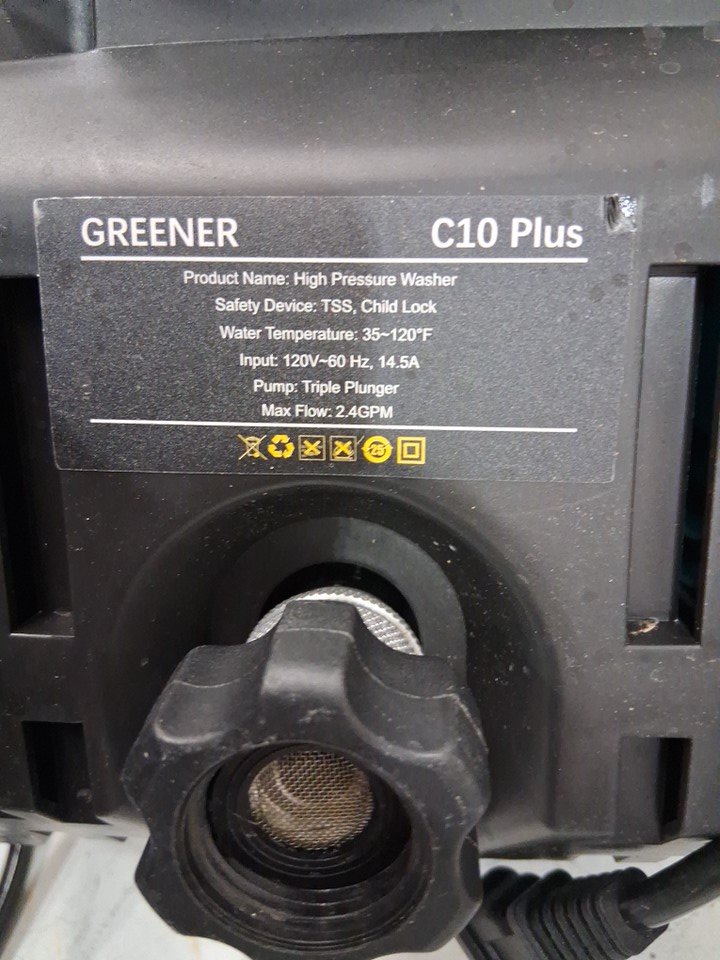 GREENER
C10 Plus
Product Name: High Pressure Washer
Safety Device: TSS, Child Lock
Water Temperature: 35~120°F
Input: 120V~60 Hz, 14.5A
Pump: Triple Plunger
Max Flow: 2.4GPM